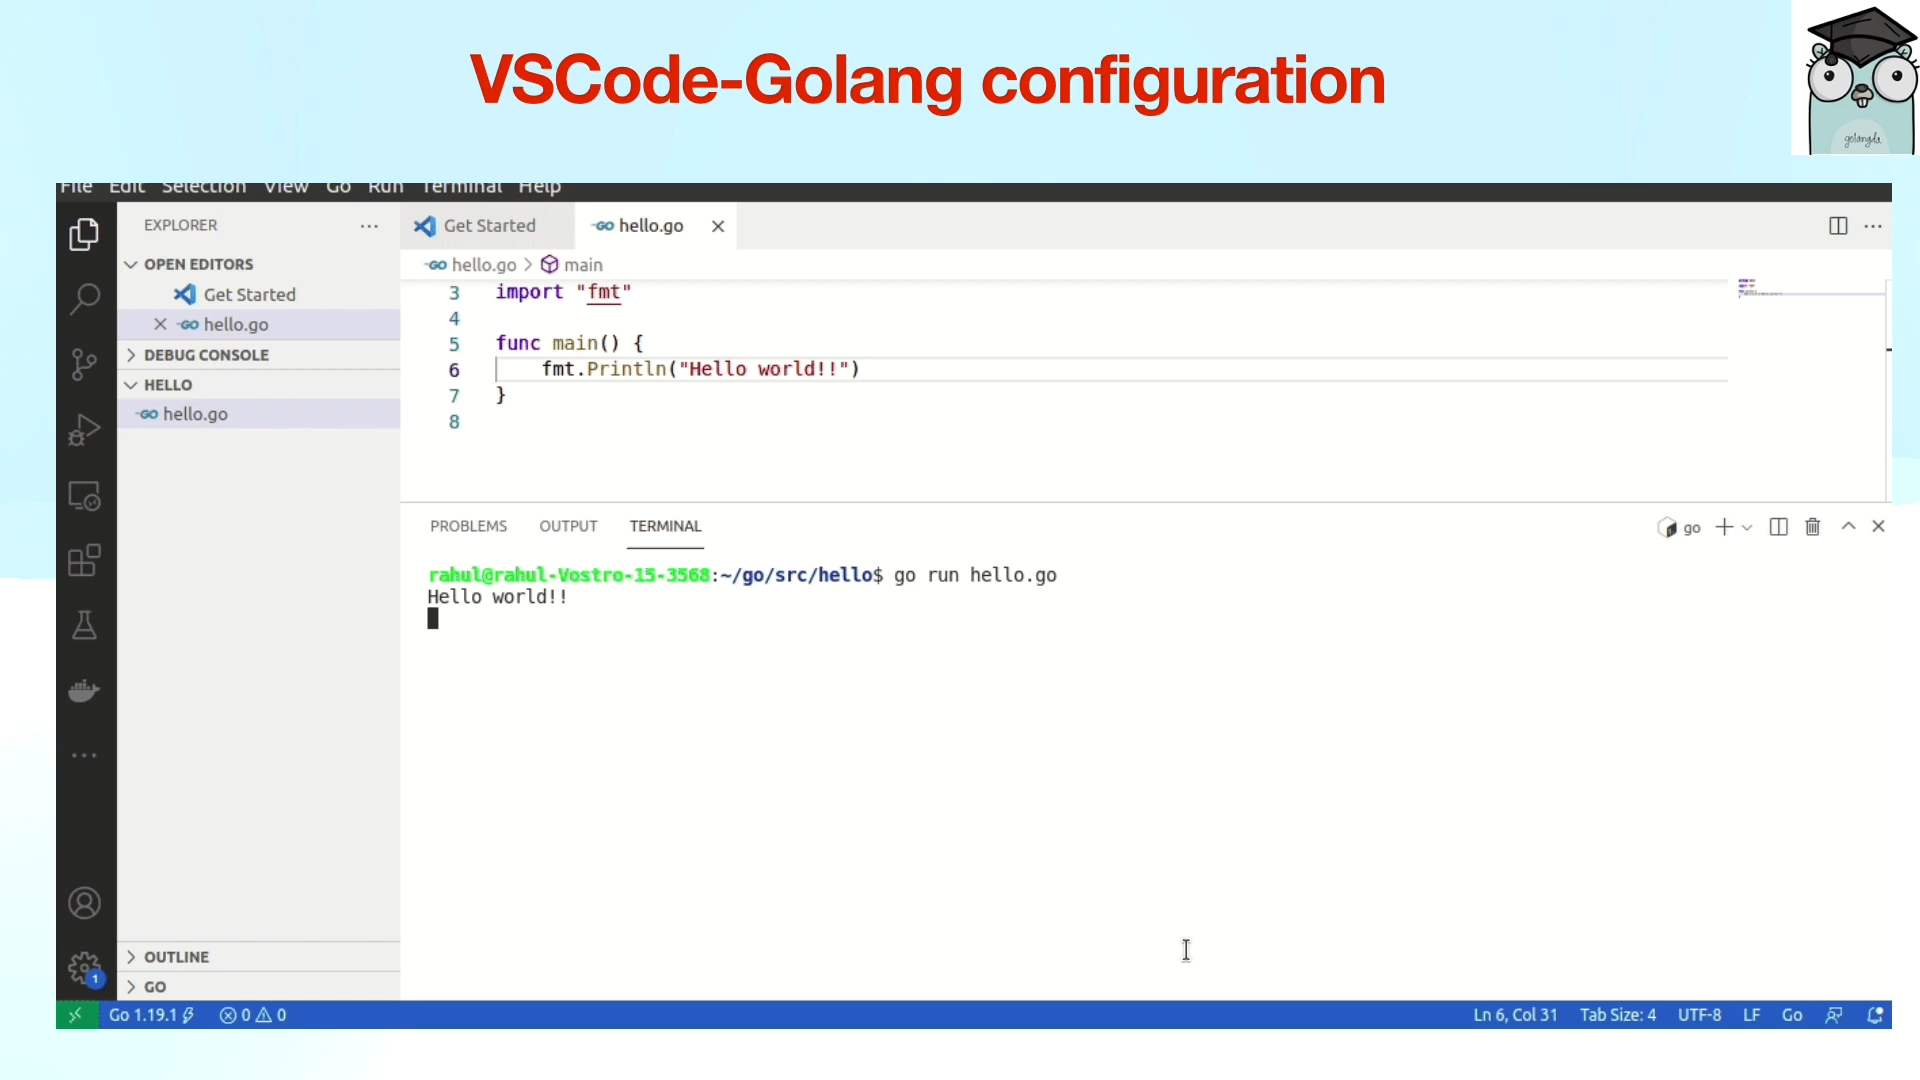 VSCode-Golang configuration
golangda
File Edit Selection View Go Run Terminal Help
EXPLORER
Get Started
hello.go
OPEN EDITORS
Get Started
hello.go
DEBUG CONSOLE
HELLO
hello.go
hello.go > main
3 import "fmt"
4
5 func main() {
6 fmt.Println("Hello world!!")
7 }
8
PROBLEMS OUTPUT TERMINAL
go
rahul@rahul-Vostro-15-3568:~/go/src/hello$ go run hello.go
Hello world!!
OUTLINE
GO
1
Go 1.19.1 0 0 Ln 6, Col 31 Tab Size: 4 UTF-8 LF Go